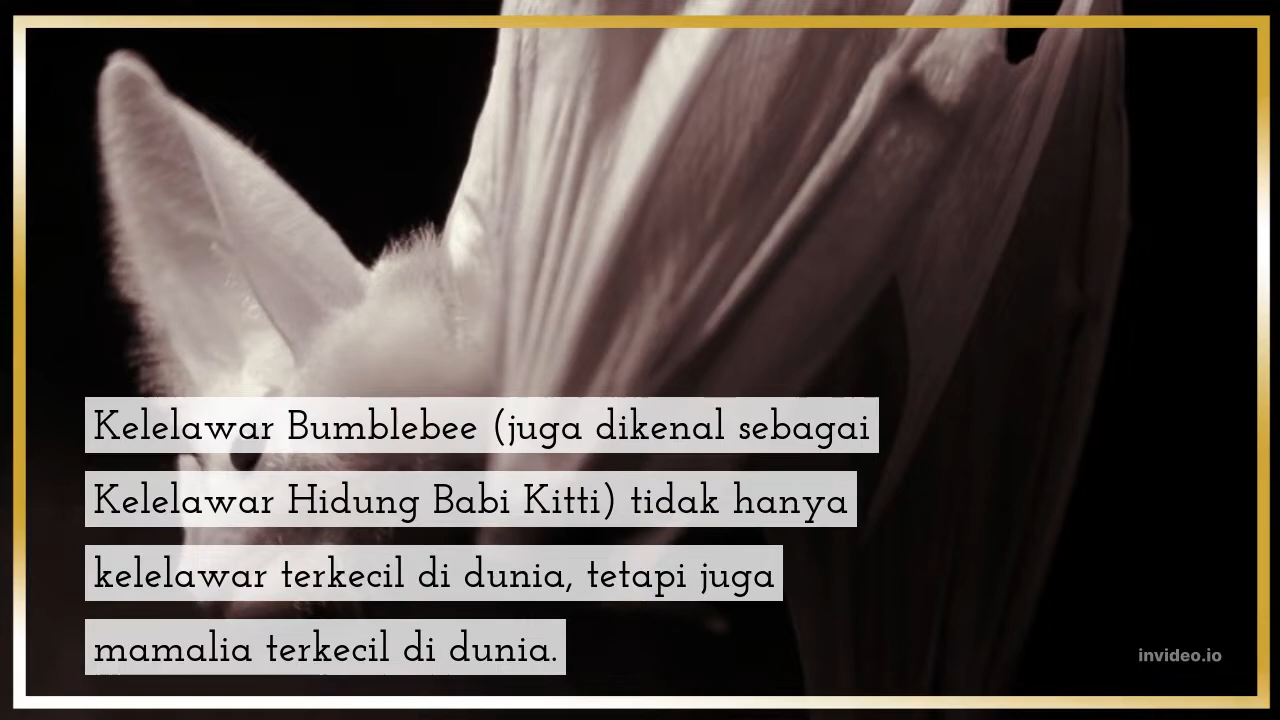 Kelelawar Bumblebee (juga dikenal sebagai
Kelelawar Hidung Babi Kitti) tidak hanya
kelelawar terkecil di dunia, tetapi juga
mamalia terkecil di dunia.
invideo.io